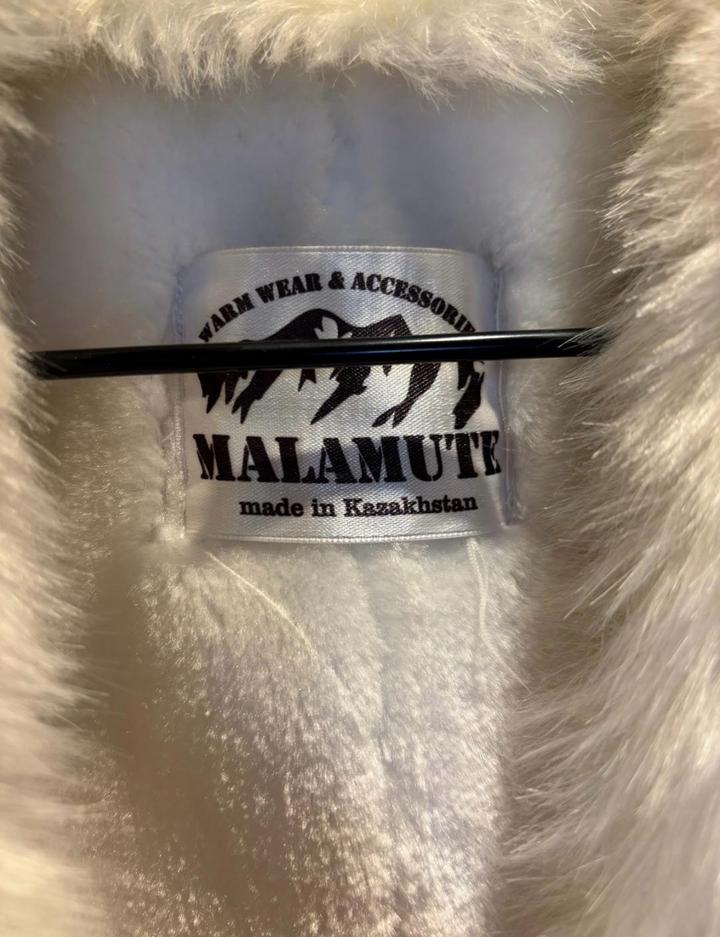 WARM WEAR & ACCESSORIE
MALAMUTE
made in Kazakhstan